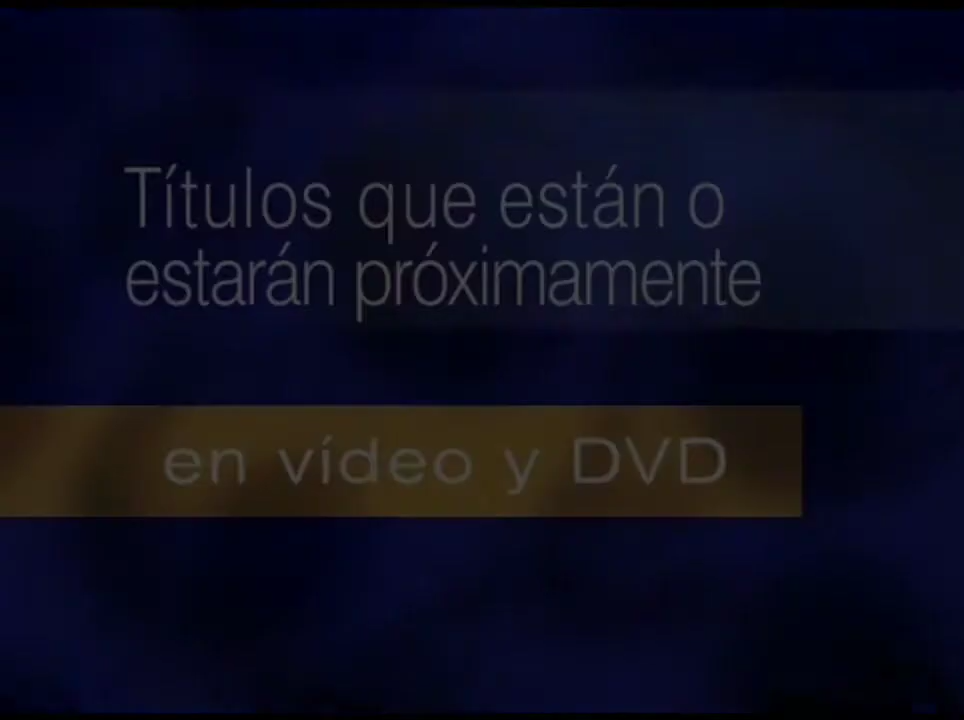 Títulos que están o
estarán próximamente
en vídeo y DVD